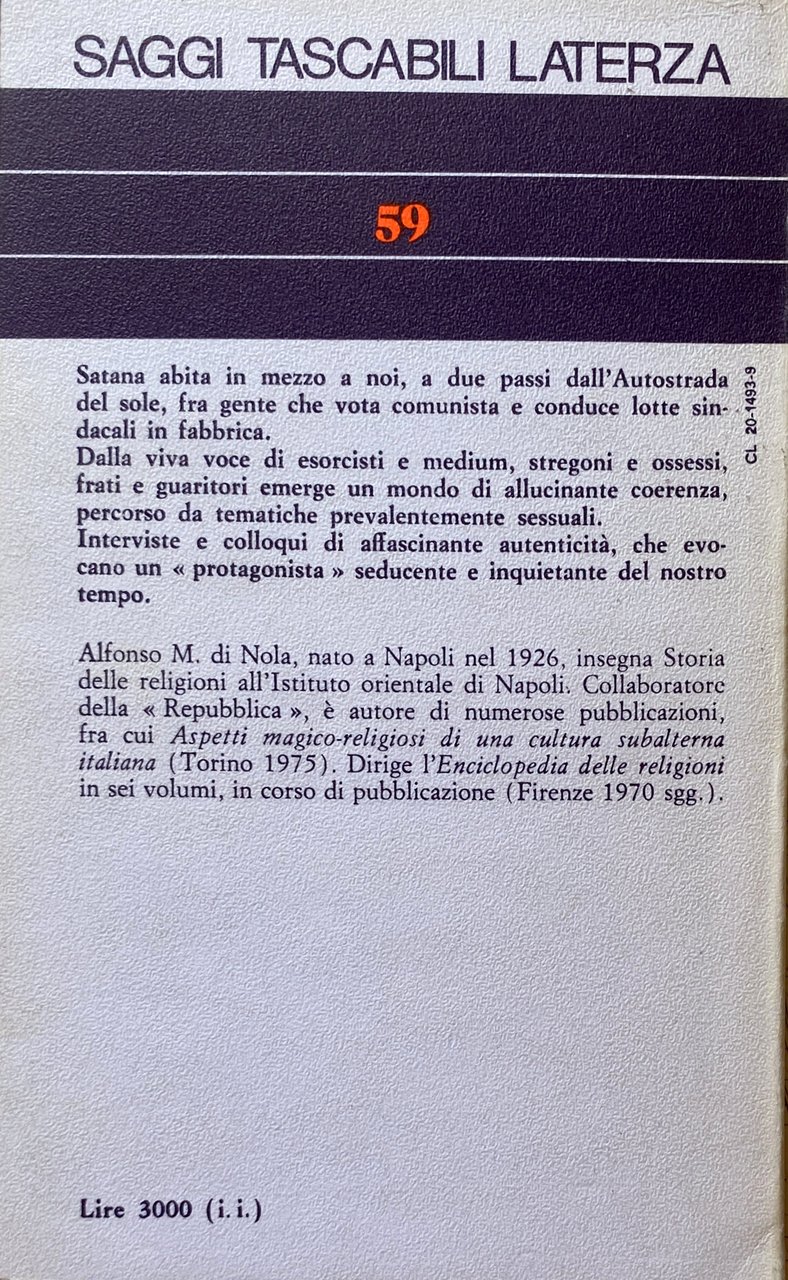 SAGGI TASCABILI LATERZA
59
Satana abita in mezzo a noi, a due passi dall'Autostrada
del sole, fra gente che vota comunista e conduce lotte sin-
dacali in fabbrica.
Dalla viva voce di esorcisti e medium, stregoni e ossessi,
frati e guaritori emerge un mondo di allucinante coerenza,
percorso da tematiche prevalentemente sessuali.
Interviste e colloqui di affascinante autenticità, che evo-
cano un « protagonista » seducente e inquietante del nostro
tempo.
CL 20-1493-9
Alfonso M. di Nola, nato a Napoli nel 1926, insegna Storia
delle religioni all'Istituto orientale di Napoli. Collaboratore
della « Repubblica », è autore di numerose pubblicazioni,
fra cui Aspetti magico-religiosi di una cultura subalterna
italiana (Torino 1975). Dirige l'Enciclopedia delle religioni
in sei volumi, in corso di pubblicazione (Firenze 1970 sgg.).
Lire 3000 (i.i.)